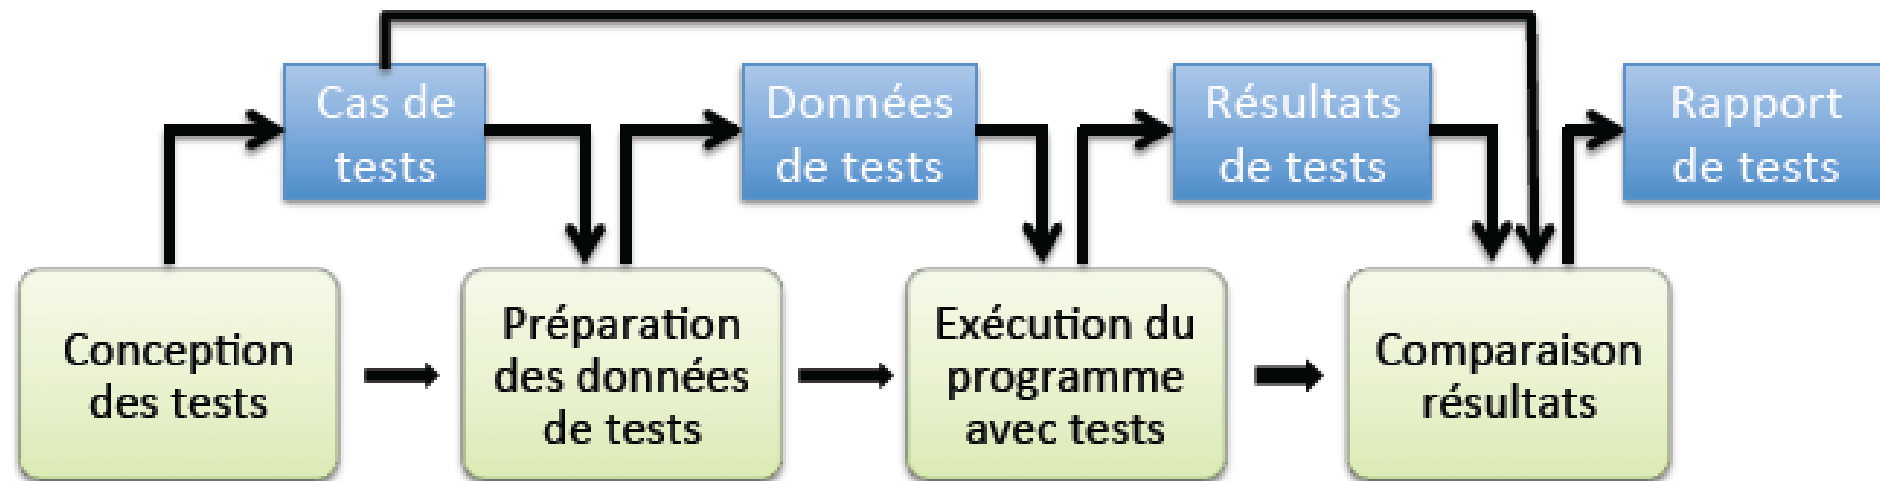 Cas de
tests
Données
de tests
Résultats
de tests
Rapport
de tests
Conception
des tests
Préparation
des données
de tests
Exécution du
programme
avec tests
Comparaison
résultats